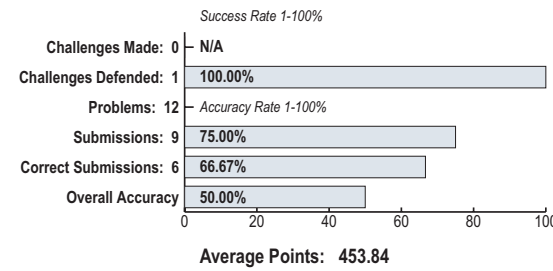 Success Rate 1-100%
Challenges Made: 0 N/A
Challenges Defended: 1 100.00%
Problems: 12 Accuracy Rate 1-100%
Submissions: 9 75.00%
Correct Submissions: 6 66.67%
Overall Accuracy 50.00%
0 20 40 60 80 100
Average Points: 453.84